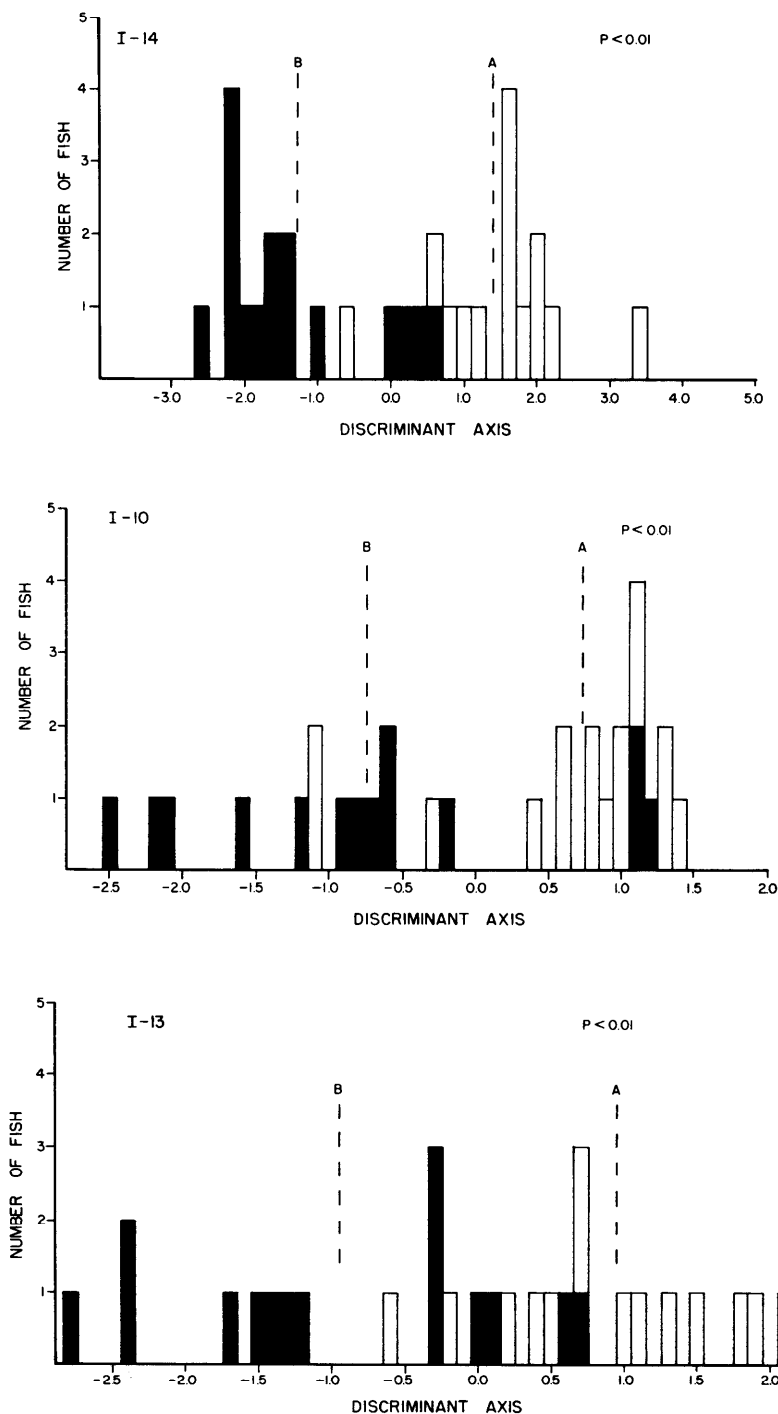 5
I-14
P<0.01
B
A
4
3
2
1
NUMBER OF FISH
-3.0 -2.0 -1.0 0.0 1.0 2.0 3.0 4.0 5.0
DISCRIMINANT AXIS
5
I-10
P<0.01
B
A
4
3
2
1
NUMBER OF FISH
-2.5 -2.0 -1.5 -1.0 -0.5 0.0 0.5 1.0 1.5 2.0
DISCRIMINANT AXIS
5
I-13
P<0.01
B
A
4
3
2
1
NUMBER OF FISH
-2.5 -2.0 -1.5 -1.0 -0.5 0.0 0.5 1.0 1.5 2.0
DISCRIMINANT AXIS